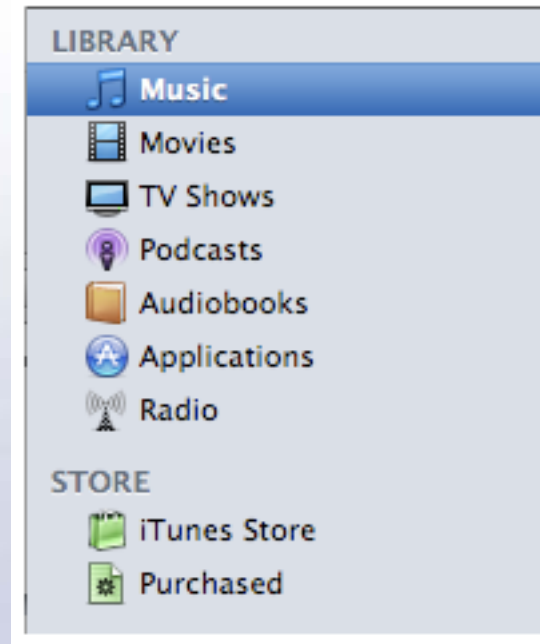 LIBRARY
Music
Movies
TV Shows
Podcasts
Audiobooks
Applications
Radio
STORE
iTunes Store
Purchased